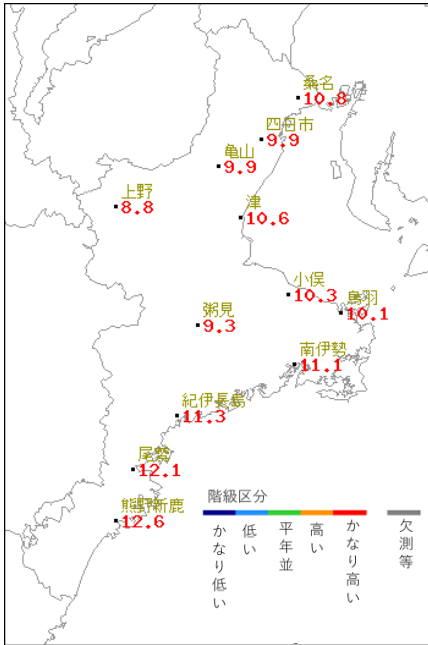 桑名
10.8
四日市
9.9
亀山
9.9
上野
8.8
津
10.6
小俣
10.3
鳥羽
10.1
粥見
9.3
南伊勢
11.1
紀伊長島
11.3
尾鷲
12.1
熊野新鹿
12.6
階級区分
かなり低い
低い
平年並
高い
かなり高い
欠測等